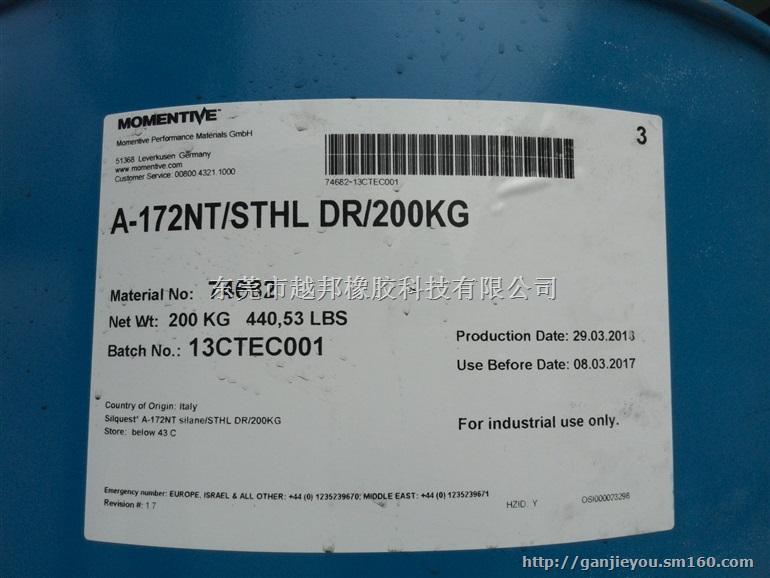 MOMENTIVE™
Momentive Performance Materials GmbH
51368 Leverkusen Germany
www.momentive.com
Customer Service: 00800.4321.1000
74682-13CTEC001
3
A-172NT/STHL DR/200KG
东莞市越邦橡胶科技有限公司
Material No: 74682
Net Wt: 200 KG 440,53 LBS
Batch No.: 13CTEC001
Production Date: 29.03.2013
Use Before Date: 08.03.2017
Country of Origin: Italy
Silquest* A-172NT silane/STHL DR/200KG
Store: below 43 C
For industrial use only.
Emergency number: EUROPE, ISRAEL & ALL OTHER: +44 (0) 1235239670; MIDDLE EAST: +44 (0) 1235239671
Revision #: 1.7
HZID. Y
OSI000073296
http://ganjieyou.sm160.com